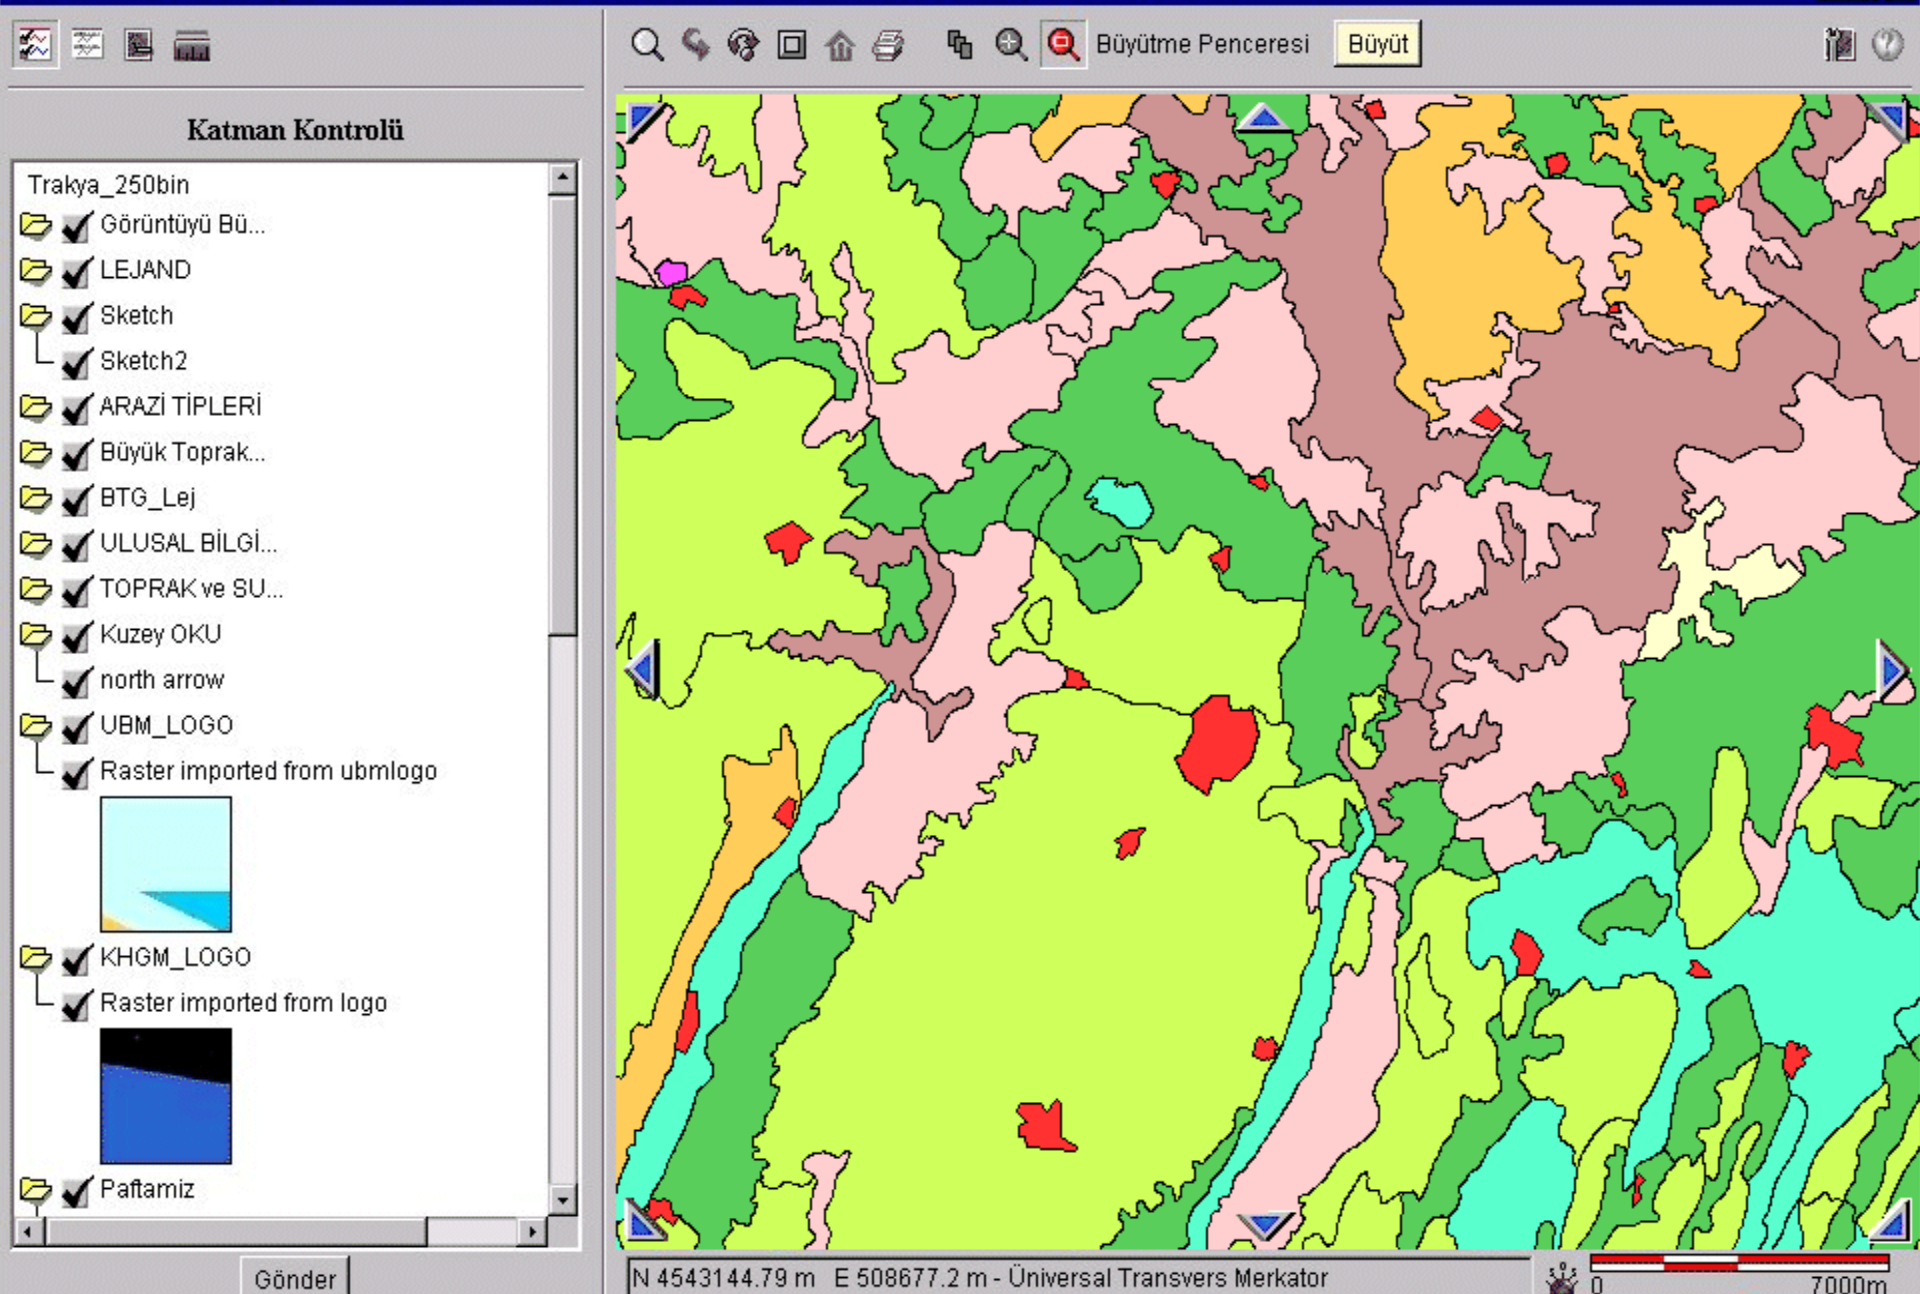 Büyütme Penceresi
Büyüt
Katman Kontrolü
Trakya_250bin
Görüntüyü Bü...
LEJAND
Sketch
Sketch2
ARAZİ TİPLERİ
Büyük Toprak...
BTG_Lej
ULUSAL BİLGİ...
TOPRAK ve SU...
Kuzey OKU
north arrow
UBM_LOGO
Raster imported from ubmlogo
KHGM_LOGO
Raster imported from logo
Paftamiz
Gönder
N 4543144.79 m E 508677.2 m - Üniversal Transvers Merkator
0 7000m